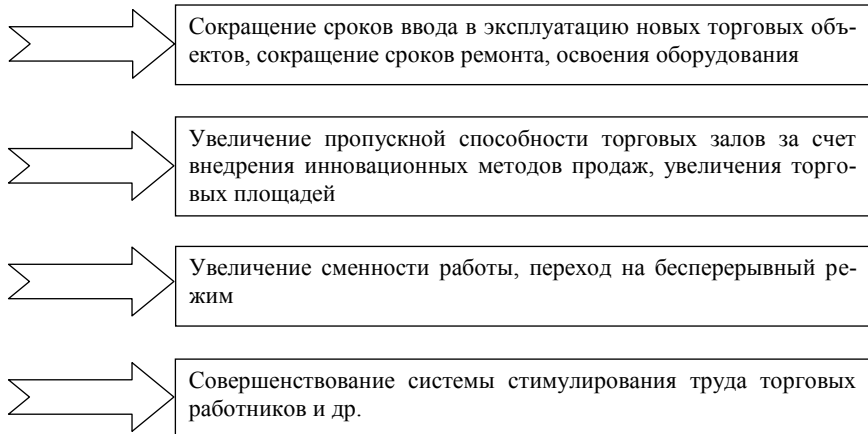 Сокращение сроков ввода в эксплуатацию новых торговых объ-
ектов, сокращение сроков ремонта, освоения оборудования
Увеличение пропускной способности торговых залов за счет
внедрения инновационных методов продаж, увеличения торго-
вых площадей
Увеличение сменности работы, переход на бесперерывный ре-
жим
Совершенствование системы стимулирования труда торговых
работников и др.